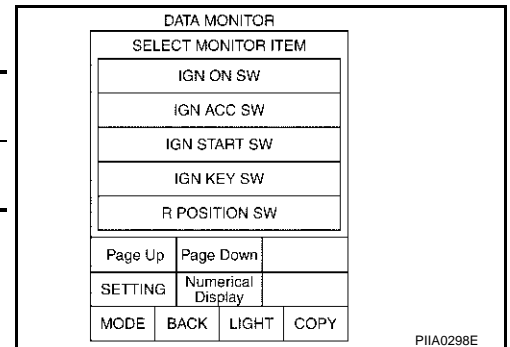 DATA MONITOR
SELECT MONITOR ITEM
IGN ON SW
IGN ACC SW
IGN START SW
IGN KEY SW
R POSITION SW
Page Up Page Down
SETTING Numerical Display
MODE BACK LIGHT COPY
PIIA0298E